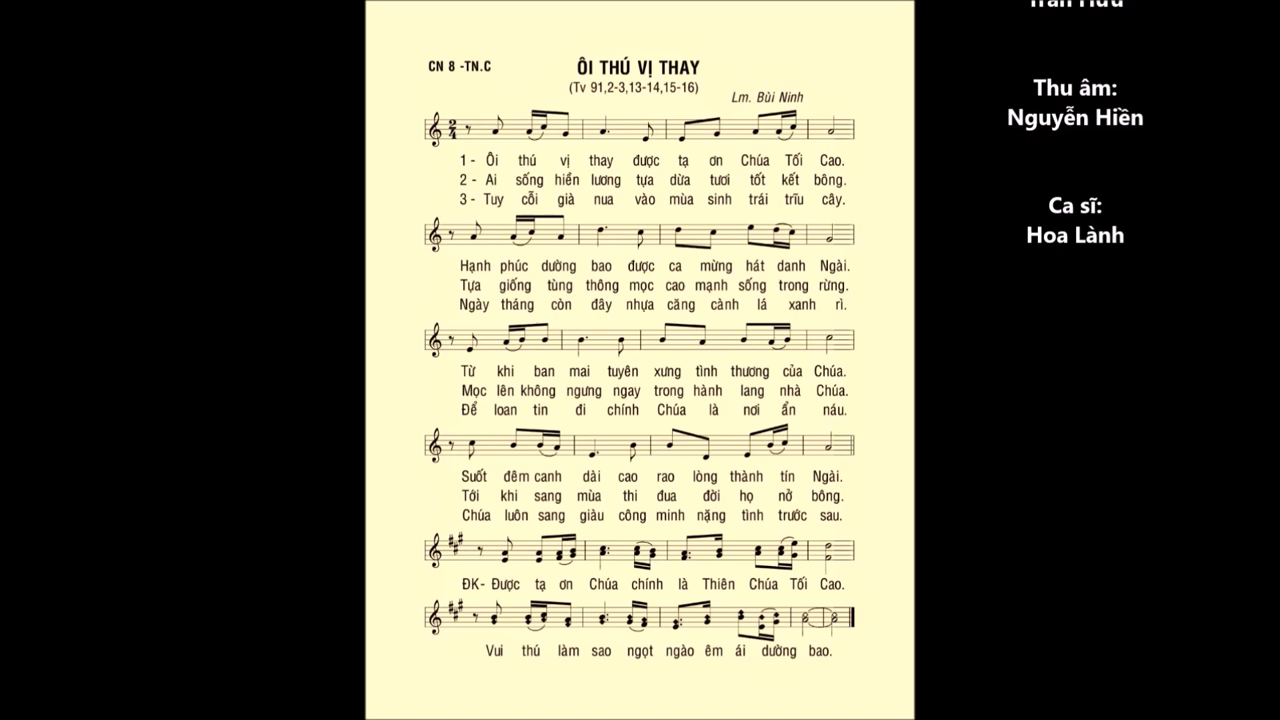 CN 8 -TN.C
ÔI THÚ VỊ THAY
(Tv 91,2-3,13-14,15-16)
Lm. Bùi Ninh
1- Ôi thú vị thay được tạ ơn Chúa Tối Cao.
2- Ai sống hiền lương tựa dừa tươi tốt kết bông.
3- Tuy cỗi già nua vào mùa sinh trái trĩu cây.
Hạnh phúc dường bao được ca mừng hát danh Ngài.
Tựa giống tùng thông mọc cao mạnh sống trong rừng.
Ngày tháng còn đây nhựa căng cành lá xanh rì.
Từ khi ban mai tuyên xưng tình thương của Chúa.
Mọc lên không ngưng ngay trong hành lang nhà Chúa.
Để loan tin đi chính Chúa là nơi ẩn náu.
Suốt đêm canh dài cao rao lòng thành tín Ngài.
Tới khi sang mùa thi đua đời họ nở bông.
Chúa luôn sang giàu công minh nặng tình trước sau.
ĐK- Được tạ ơn Chúa chính là Thiên Chúa Tối Cao.
Vui thú làm sao ngọt ngào êm ái dường bao.
Trần Hữu
Thu âm:
Nguyễn Hiền
Ca sĩ:
Hoa Lành